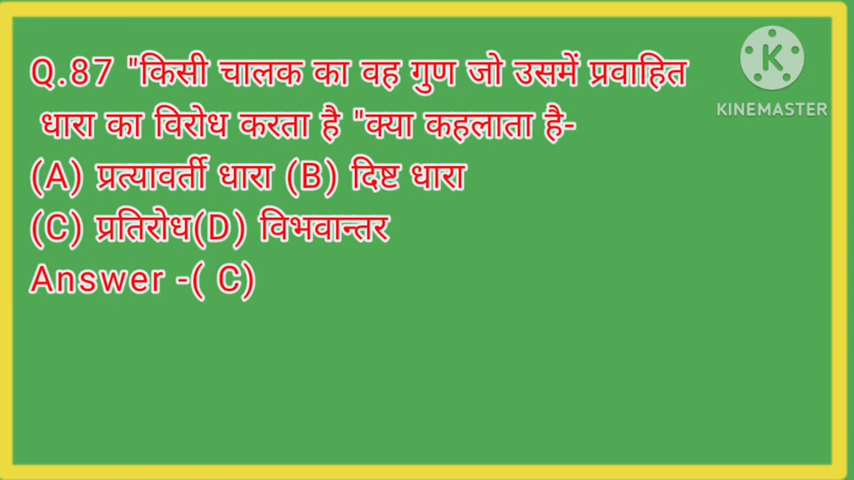 Q.87 "किसी चालक का वह गुण जो उसमें प्रवाहित
धारा का विरोध करता है "क्या कहलाता है-
(A) प्रत्यावर्ती धारा (B) दिष्ट धारा
(C) प्रतिरोध(D) विभवान्तर
Answer -( C)
K
KINEMASTER